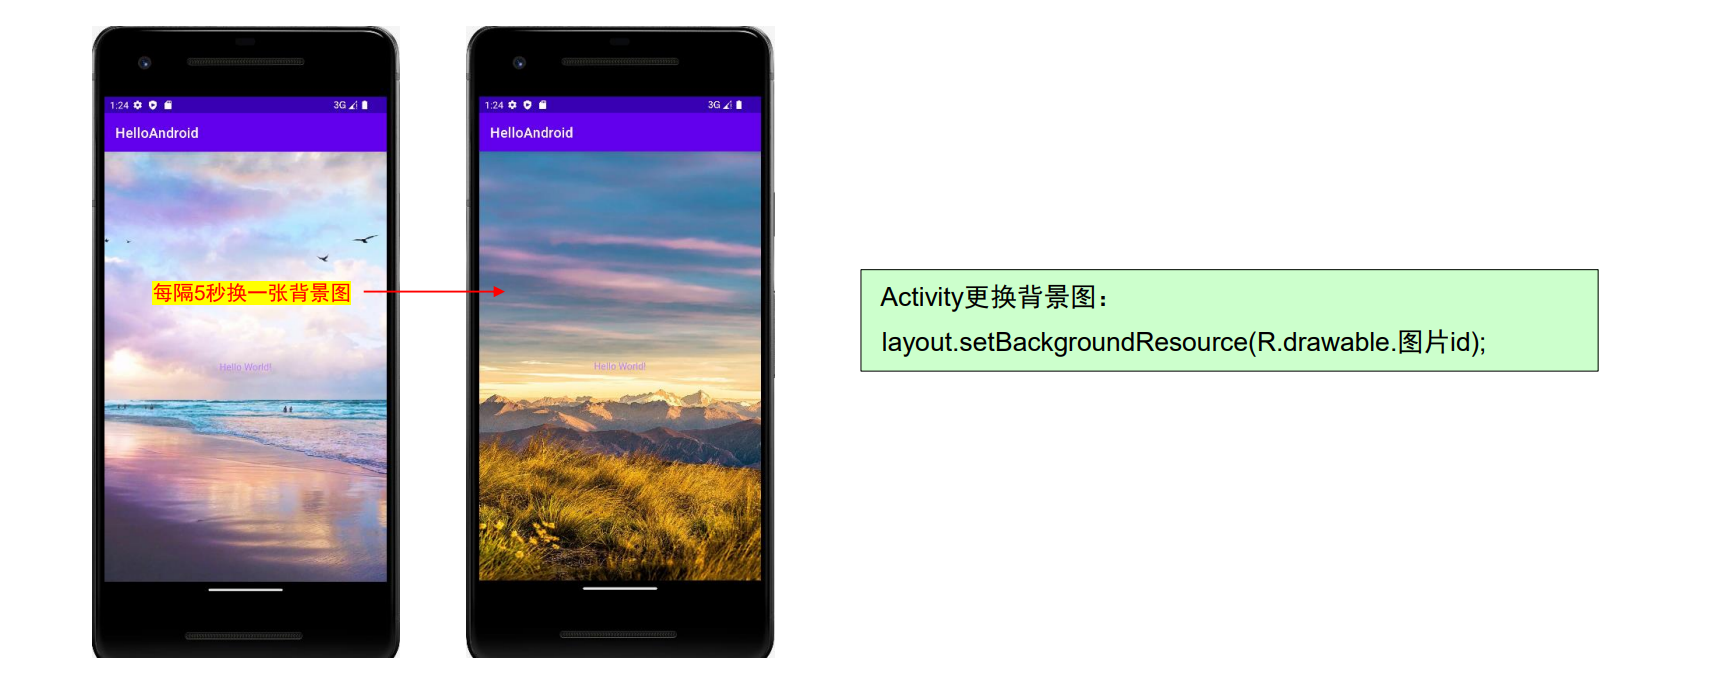 1:24
3G
HelloAndroid
每隔5秒换一张背景图
Hello World!
1:24
3G
HelloAndroid
Hello World!
Activity更换背景图：
layout.setBackgroundResource(R.drawable.图片id);